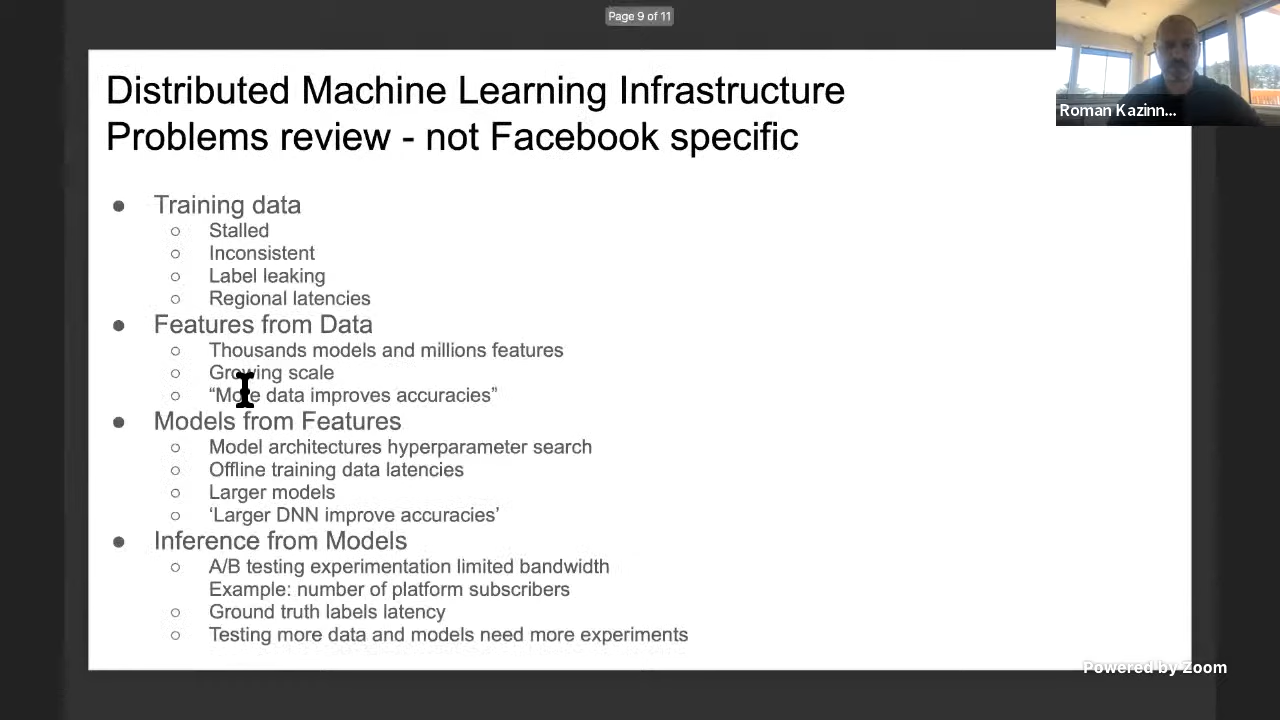 Page 9 of 11
Roman Kazinn...
Distributed Machine Learning Infrastructure
Problems review - not Facebook specific
● Training data
○ Stalled
○ Inconsistent
○ Label leaking
○ Regional latencies
● Features from Data
○ Thousands models and millions features
○ Growing scale
○ “More data improves accuracies”
● Models from Features
○ Model architectures hyperparameter search
○ Offline training data latencies
○ Larger models
○ ‘Larger DNN improve accuracies’
● Inference from Models
○ A/B testing experimentation limited bandwidth
Example: number of platform subscribers
○ Ground truth labels latency
○ Testing more data and models need more experiments
Powered by Zoom